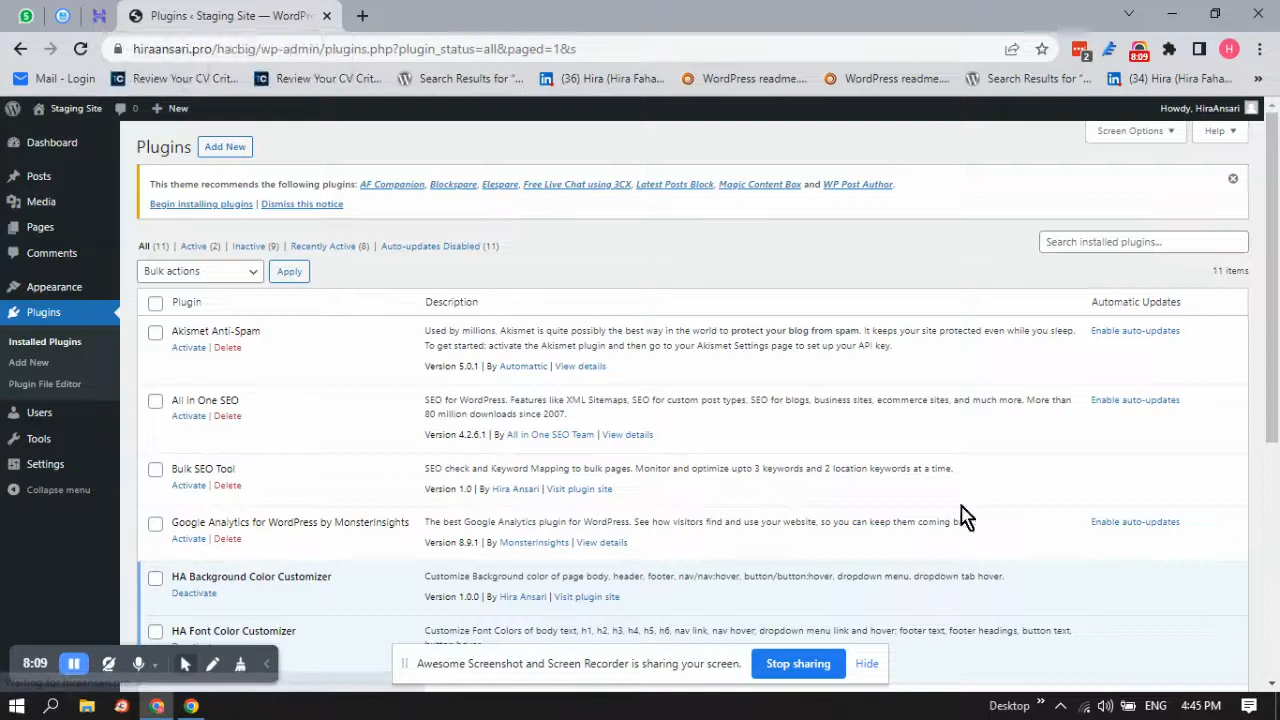 5
Plugins < Staging Site — WordPr
hiraansari.pro/hacbig/wp-admin/plugins.php?plugin_status=all&paged=1&s
2
8:09
H
Mail - Login
Review Your CV Crit...
Review Your CV Crit...
Search Results for "...
(36) Hira (Hira Faha...
WordPress readme....
WordPress readme....
Search Results for "...
(34) Hira (Hira Faha...
»
Staging Site
0
New
Howdy, HiraAnsari
Dashboard
Posts
Media
Pages
Comments
Appearance
Plugins
Installed Plugins
Add New
Plugin File Editor
Users
Tools
Settings
Collapse menu
Screen Options
Help
Plugins
Add New
This theme recommends the following plugins: AF Companion, Blockspare, Elespare, Free Live Chat using 3CX, Latest Posts Block, Magic Content Box and WP Post Author.
Begin installing plugins | Dismiss this notice
All (11) | Active (2) | Inactive (9) | Recently Active (8) | Auto-updates Disabled (11)
Search installed plugins...
Bulk actions
Apply
11 items
Plugin
Description
Automatic Updates
Akismet Anti-Spam
Activate | Delete
Used by millions, Akismet is quite possibly the best way in the world to protect your blog from spam. It keeps your site protected even while you sleep.
To get started: activate the Akismet plugin and then go to your Akismet Settings page to set up your API key.
Version 5.0.1 | By Automattic | View details
Enable auto-updates
All in One SEO
Activate | Delete
SEO for WordPress. Features like XML Sitemaps, SEO for custom post types, SEO for blogs, business sites, ecommerce sites, and much more. More than
80 million downloads since 2007.
Version 4.2.6.1 | By All in One SEO Team | View details
Enable auto-updates
Bulk SEO Tool
Activate | Delete
SEO check and Keyword Mapping to bulk pages. Monitor and optimize upto 3 keywords and 2 location keywords at a time.
Version 1.0 | By Hira Ansari | Visit plugin site
Google Analytics for WordPress by MonsterInsights
Activate | Delete
The best Google Analytics plugin for WordPress. See how visitors find and use your website, so you can keep them coming
Version 8.9.1 | By MonsterInsights | View details
Enable auto-updates
HA Background Color Customizer
Deactivate
Customize Background color of page body, header, footer, nav/nav:hover, button/button:hover, dropdown menu, dropdown tab hover.
Version 1.0.0 | By Hira Ansari | Visit plugin site
HA Font Color Customizer
Customize Font Colors of body text, h1, h2, h3, h4, h5, h6, nav link, nav hover; dropdown menu link and hover; footer text, footer headings, button text,
8:09
Awesome Screenshot and Screen Recorder is sharing your screen.
Stop sharing
Hide
Desktop
»
ENG
4:45 PM